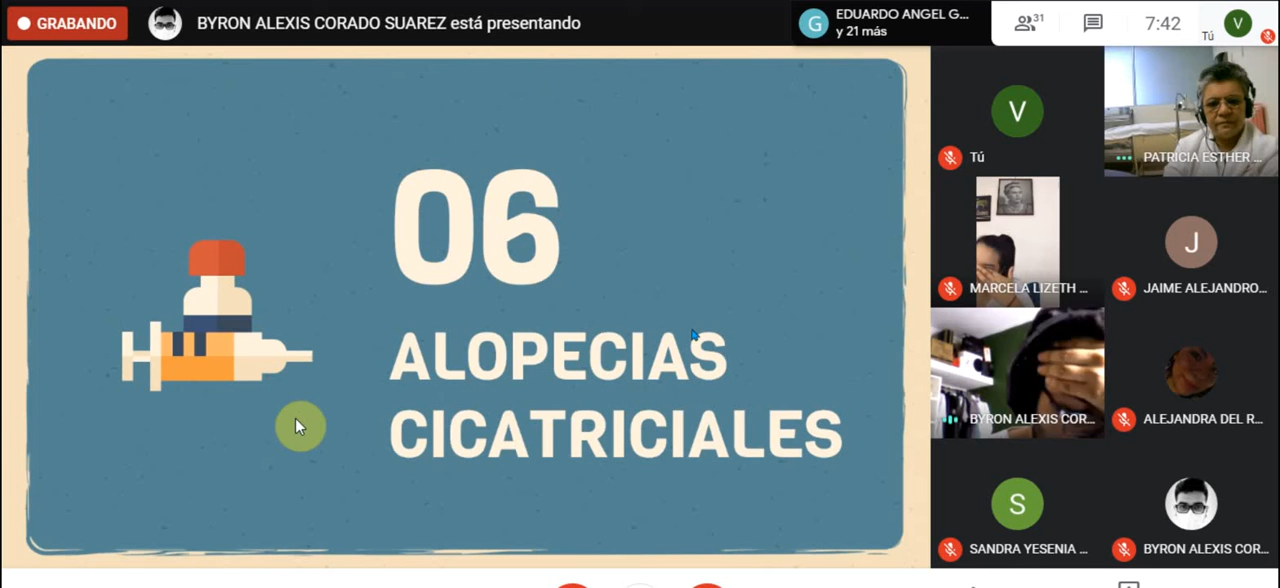 GRABANDO
BYRON ALEXIS CORADO SUAREZ está presentando
G
EDUARDO ANGEL G...
y 21 más
31
7:42
Tú
V
06
ALOPECIAS
CICATRICIALES
V
Tú
PATRICIA ESTHER ...
MARCELA LIZETH ...
J
JAIME ALEJANDRO...
BYRON ALEXIS COR...
ALEJANDRA DEL R...
S
SANDRA YESENIA ...
BYRON ALEXIS COR...